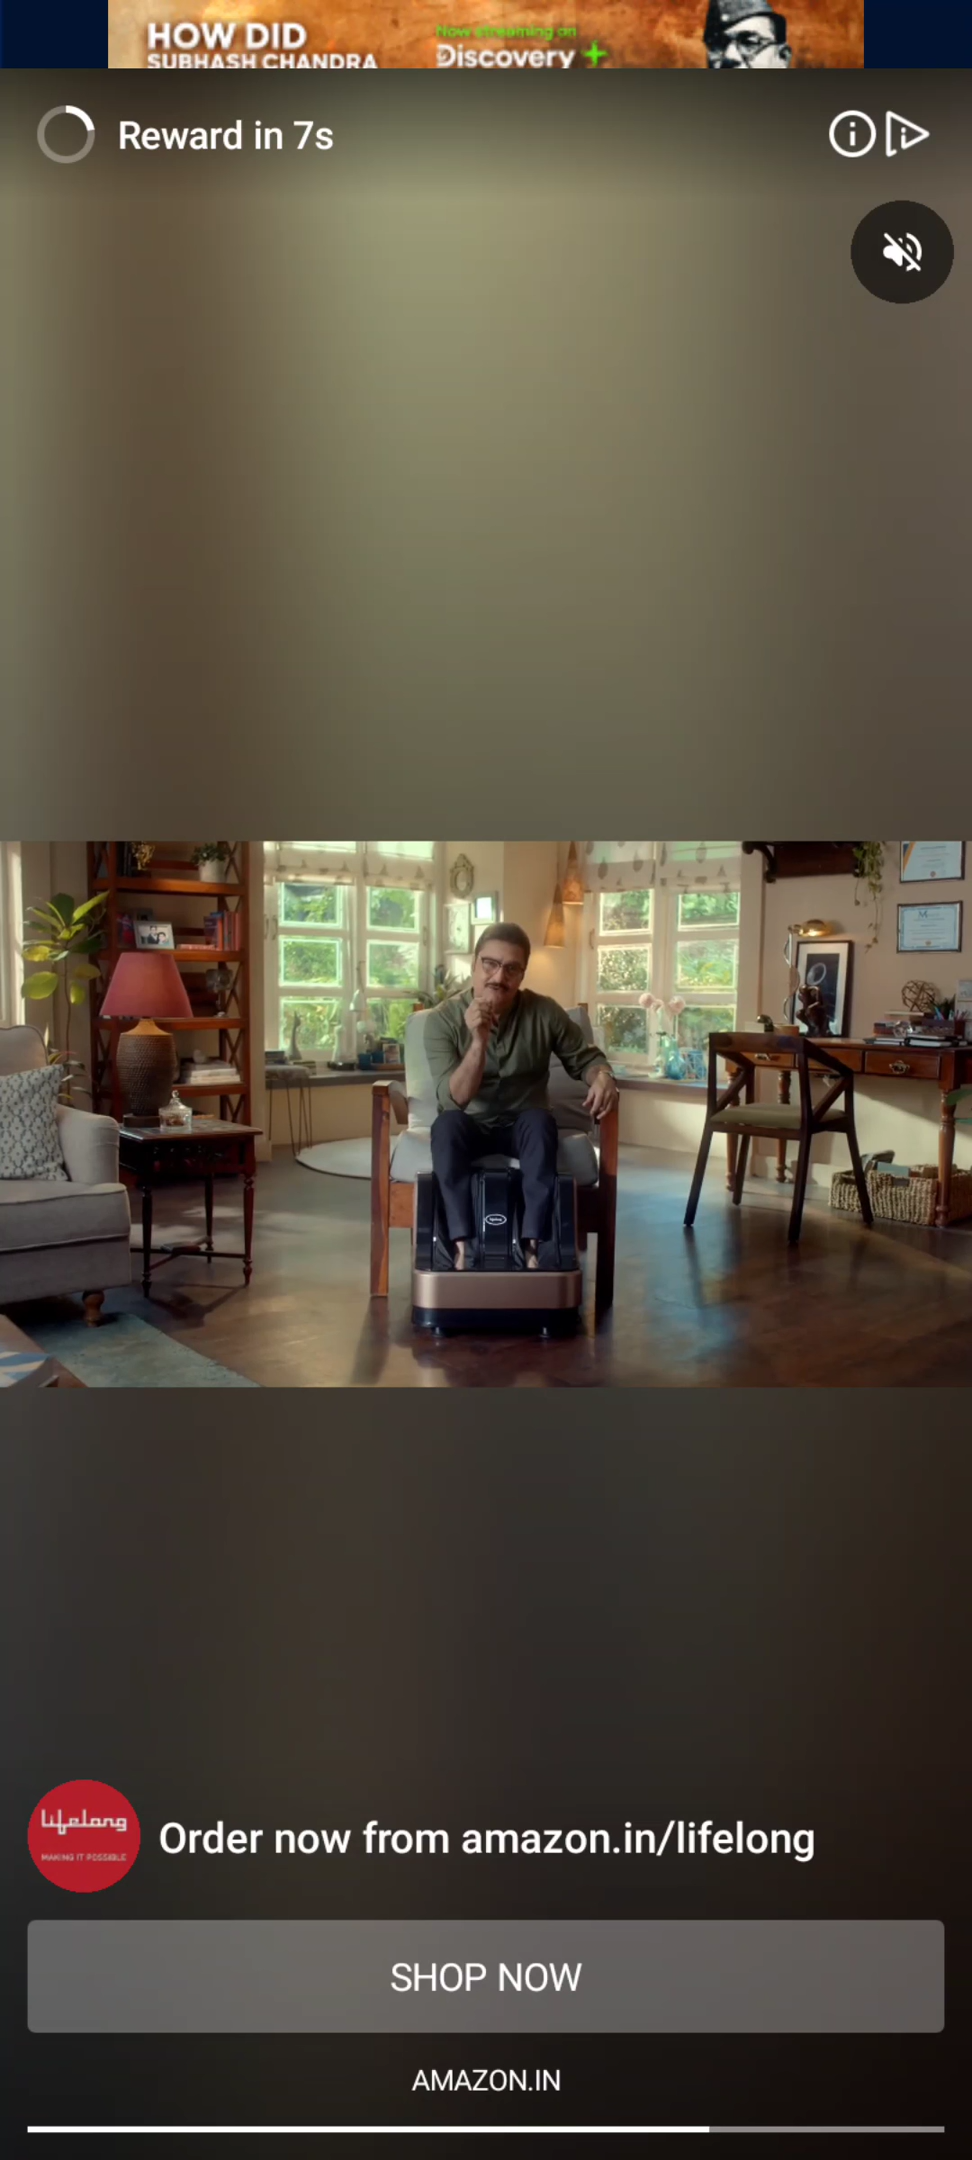 HOW DID
SUBHASH CHANDRA
Now streaming on
Discovery +
Reward in 7s
lifelong
MAKING IT POSSIBLE
Order now from amazon.in/lifelong
SHOP NOW
AMAZON.IN